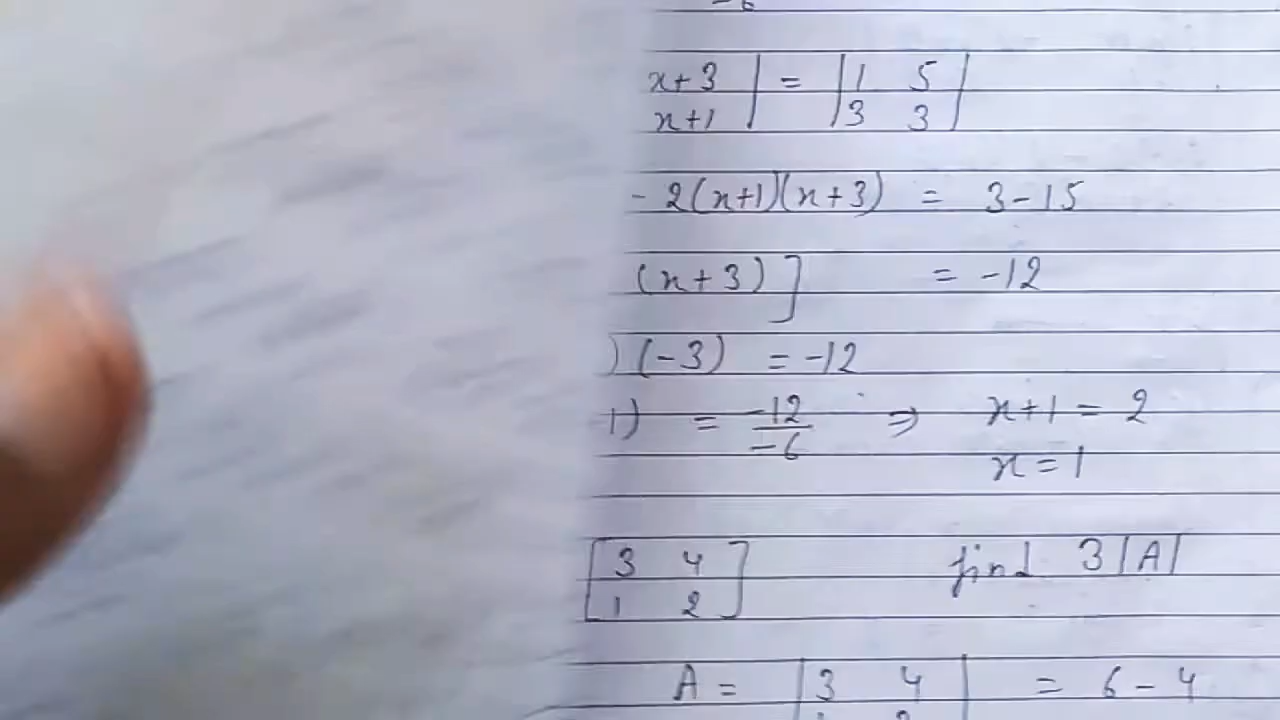 x+3 | = | 1 5 |
x+1 | | 3 3 |
- 2(x+1)(x+3) = 3-15
(x+3) ] = -12
) (-3) = -12
1) = -12/-6 ⇒ x+1 = 2
x = 1
[ 3 4 ] find 3|A|
[ 1 2 ]
A = | 3 4 | = 6 - 4